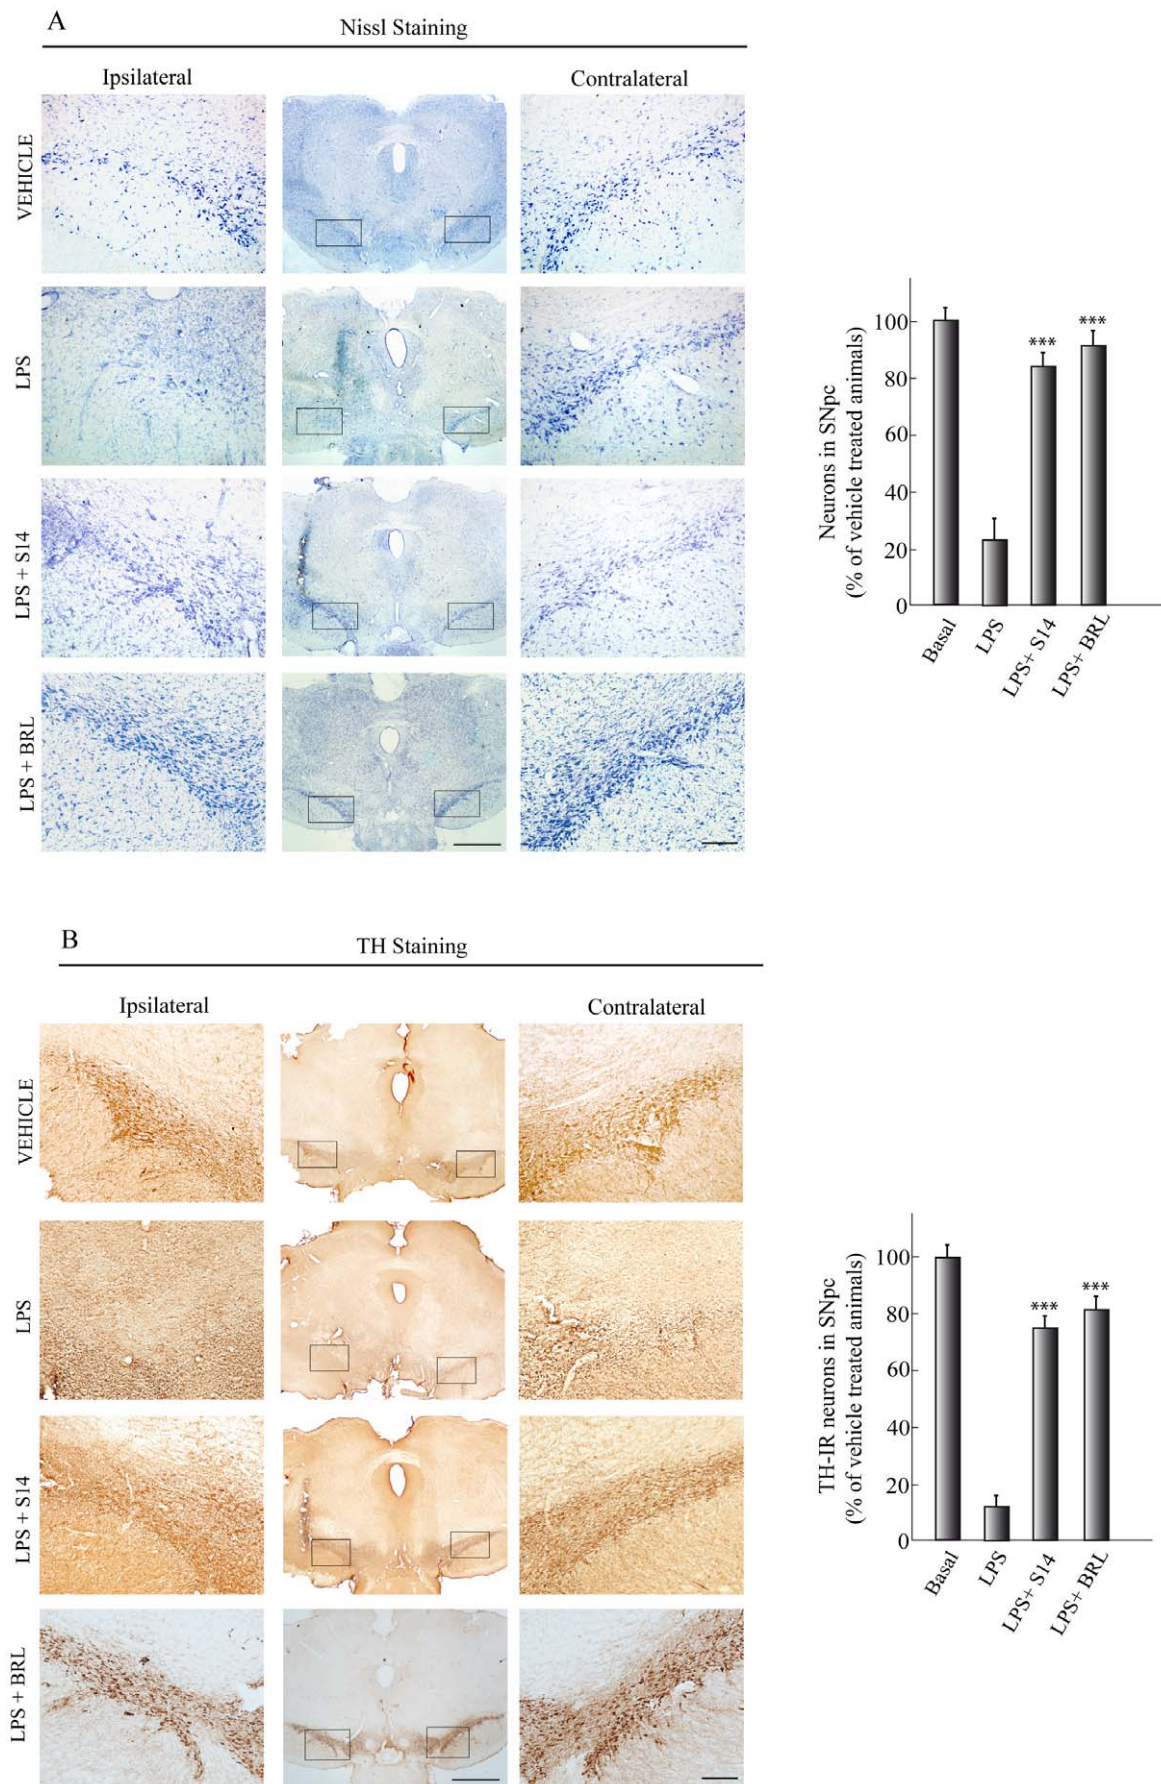 A
Nissl Staining
Ipsilateral
Contralateral
VEHICLE
LPS
LPS + S14
LPS + BRL
Neurons in SNpc
(% of vehicle treated animals)
100
80
60
40
20
0
***
***
Basal
LPS
LPS+ S14
LPS+ BRL
B
TH Staining
Ipsilateral
Contralateral
VEHICLE
LPS
LPS + S14
LPS + BRL
TH-IR neurons in SNpc
(% of vehicle treated animals)
100
80
60
40
20
0
***
***
Basal
LPS
LPS+ S14
LPS+ BRL